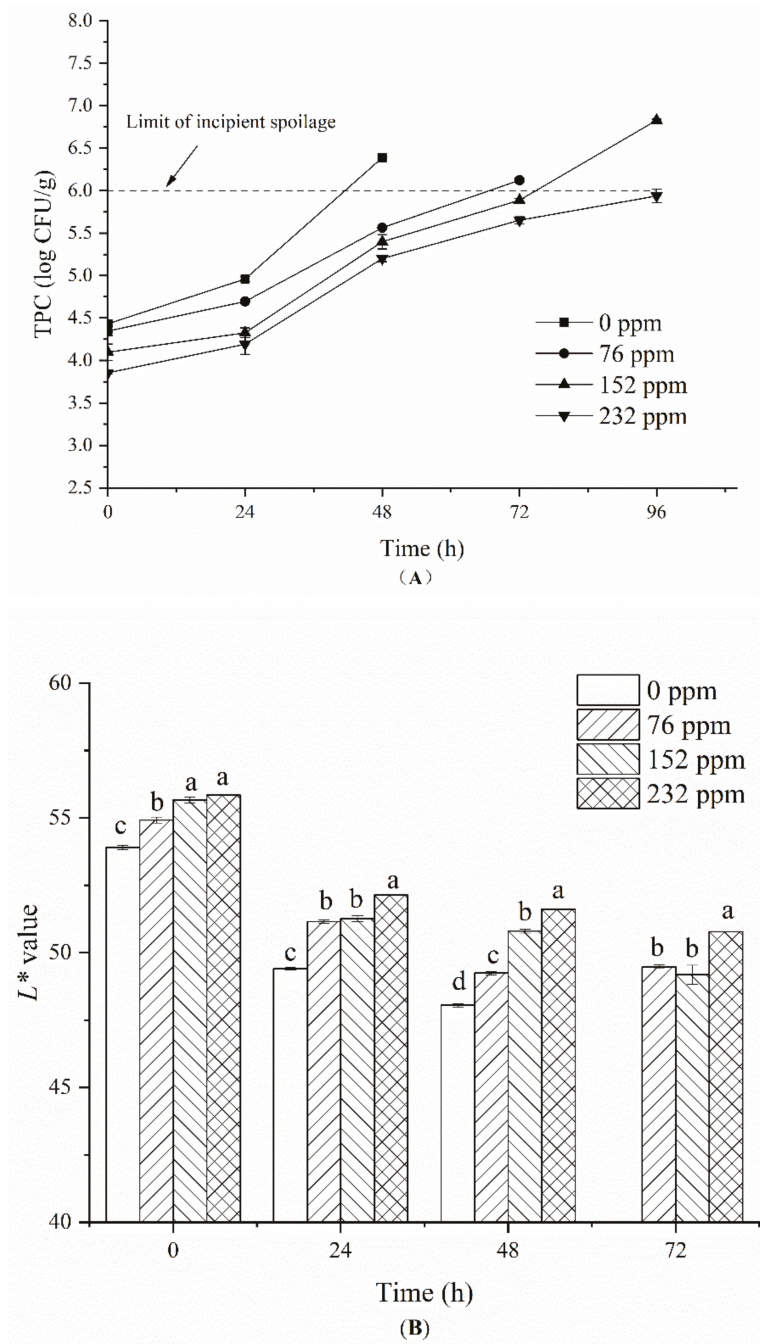 8.0
7.5
7.0
6.5
6.0
5.5
5.0
4.5
4.0
3.5
3.0
2.5
TPC (log CFU/g)
Limit of incipient spoilage
0 ppm
76 ppm
152 ppm
232 ppm
0 24 48 72 96
Time (h)
（A）
60
55
50
45
40
L* value
0 ppm
76 ppm
152 ppm
232 ppm
c b a a
c b b a
d c b a
b b a
0 24 48 72
Time (h)
(B)